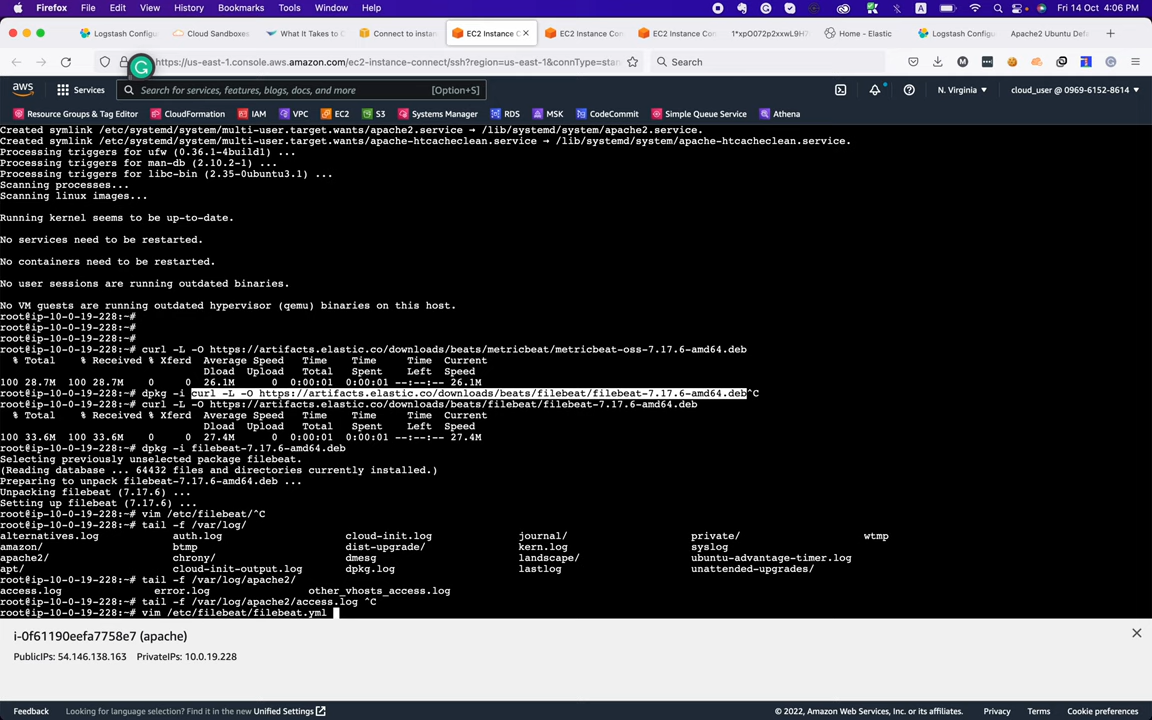 Firefox File Edit View History Bookmarks Tools Window Help Fri 14 Oct 4:06 PM
Logstash Configu Cloud Sandboxes What It Takes to C Connect to instan EC2 Instance C EC2 Instance Con EC2 Instance Con 1*xpO072p2xxwL9H7 Home - Elastic Logstash Configu Apache2 Ubuntu Def
https://us-east-1.console.aws.amazon.com/ec2-instance-connect/ssh?region=us-east-1&connType=stan Search
aws Services Search for services, features, blogs, docs, and more [Option+S] N. Virginia cloud_user @ 0969-6152-8614
Resource Groups & Tag Editor CloudFormation IAM VPC EC2 S3 Systems Manager RDS MSK CodeCommit Simple Queue Service Athena
Created symlink /etc/systemd/system/multi-user.target.wants/apache2.service → /lib/systemd/system/apache2.service.
Created symlink /etc/systemd/system/multi-user.target.wants/apache-htcacheclean.service → /lib/systemd/system/apache-htcacheclean.service.
Processing triggers for ufw (0.36.1-4build1) ...
Processing triggers for man-db (2.10.2-1) ...
Processing triggers for libc-bin (2.35-0ubuntu3.1) ...
Scanning processes...
Scanning linux images...
Running kernel seems to be up-to-date.
No services need to be restarted.
No containers need to be restarted.
No user sessions are running outdated binaries.
No VM guests are running outdated hypervisor (qemu) binaries on this host.
root@ip-10-0-19-228:~#
root@ip-10-0-19-228:~#
root@ip-10-0-19-228:~#
root@ip-10-0-19-228:~# curl -L -O https://artifacts.elastic.co/downloads/beats/metricbeat/metricbeat-oss-7.17.6-amd64.deb
% Total % Received % Xferd Average Speed Time Time Time Current
Dload Upload Total Spent Left Speed
100 28.7M 100 28.7M 0 0 26.1M 0 0:00:01 0:00:01 --:--:-- 26.1M
root@ip-10-0-19-228:~# dpkg -i curl -L -O https://artifacts.elastic.co/downloads/beats/filebeat/filebeat-7.17.6-amd64.deb^C
root@ip-10-0-19-228:~# curl -L -O https://artifacts.elastic.co/downloads/beats/filebeat/filebeat-7.17.6-amd64.deb
% Total % Received % Xferd Average Speed Time Time Time Current
Dload Upload Total Spent Left Speed
100 33.6M 100 33.6M 0 0 27.4M 0 0:00:01 0:00:01 --:--:-- 27.4M
root@ip-10-0-19-228:~# dpkg -i filebeat-7.17.6-amd64.deb
Selecting previously unselected package filebeat.
(Reading database ... 64432 files and directories currently installed.)
Preparing to unpack filebeat-7.17.6-amd64.deb ...
Unpacking filebeat (7.17.6) ...
Setting up filebeat (7.17.6) ...
root@ip-10-0-19-228:~# vim /etc/filebeat/^C
root@ip-10-0-19-228:~# tail -f /var/log/
alternatives.log auth.log cloud-init.log journal/ private/ wtmp
amazon/ btmp dist-upgrade/ kern.log syslog
apache2/ chrony/ dmesg landscape/ ubuntu-advantage-timer.log
apt/ cloud-init-output.log dpkg.log lastlog unattended-upgrades/
root@ip-10-0-19-228:~# tail -f /var/log/apache2/
access.log error.log other_vhosts_access.log
root@ip-10-0-19-228:~# tail -f /var/log/apache2/access.log ^C
root@ip-10-0-19-228:~# vim /etc/filebeat/filebeat.yml
i-0f61190eefa7758e7 (apache)
PublicIPs: 54.146.138.163 PrivateIPs: 10.0.19.228
Feedback Looking for language selection? Find it in the new Unified Settings © 2022, Amazon Web Services, Inc. or its affiliates. Privacy Terms Cookie preferences